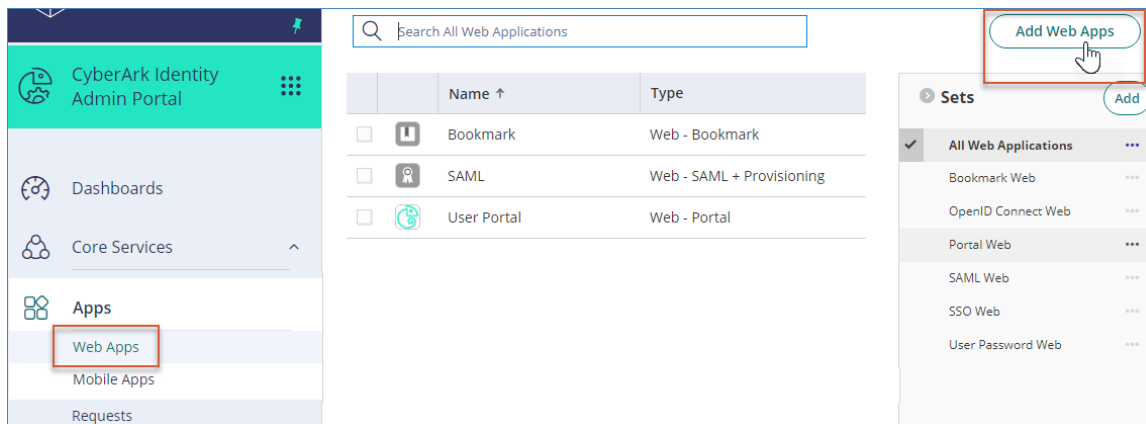 Search All Web Applications
Add Web Apps
CyberArk Identity
Admin Portal
Name ↑
Type
Sets
Add
Bookmark
Web - Bookmark
All Web Applications
SAML
Web - SAML + Provisioning
Bookmark Web
Dashboards
User Portal
Web - Portal
OpenID Connect Web
Core Services
Portal Web
SAML Web
Apps
SSO Web
Web Apps
User Password Web
Mobile Apps
Requests